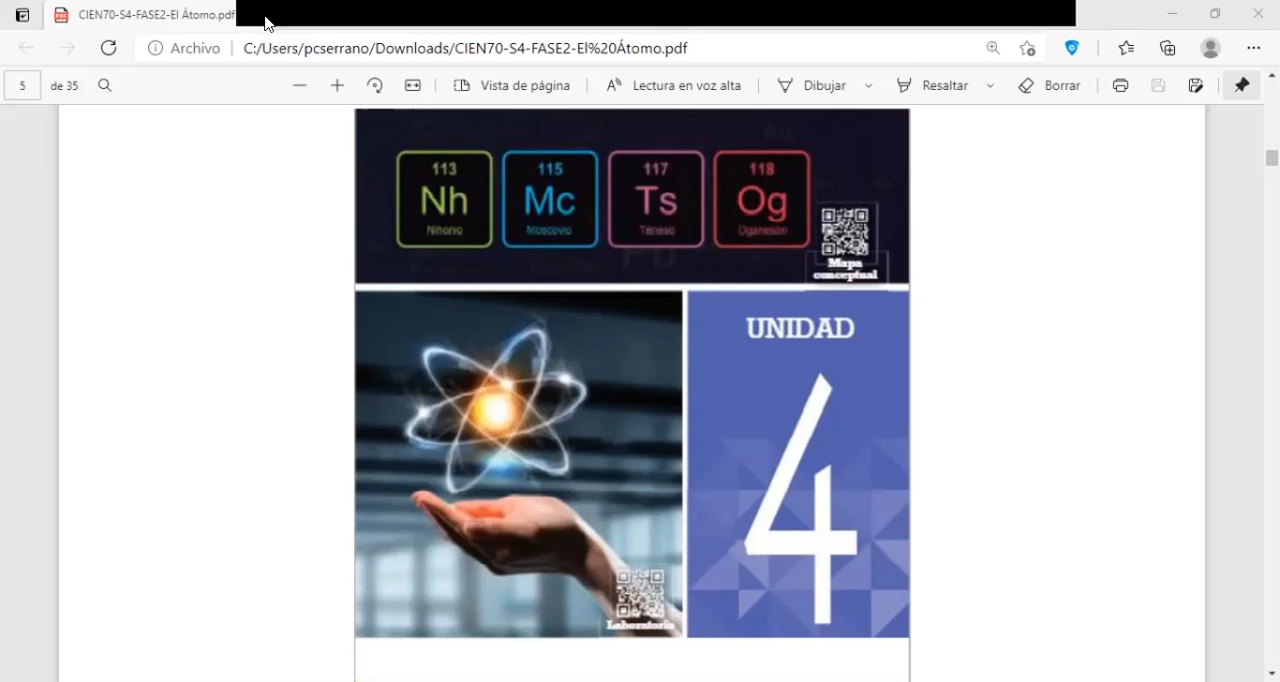 CIEN70-S4-FASE2-El Átomo.pdf
Archivo
C:/Users/pcserrano/Downloads/CIEN70-S4-FASE2-El%20Átomo.pdf
5 de 35
Vista de página
Lectura en voz alta
Dibujar
Resaltar
Borrar
113 115 117 118
Nh Mc Ts Og
Nihonio Moscovio Téneso Oganesón
Mapa
conceptual
UNIDAD
4
Laboratorio